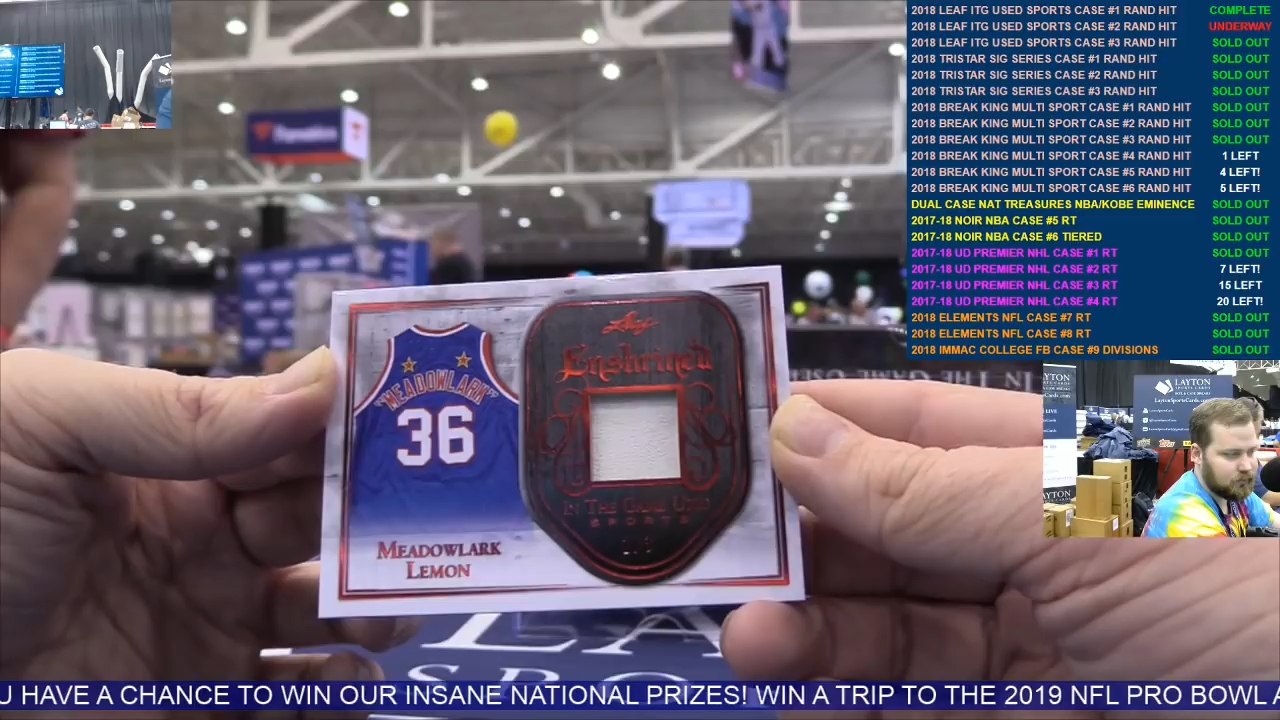 2018 LEAF ITG USED SPORTS CASE #1 RAND HIT COMPLETE
2018 LEAF ITG USED SPORTS CASE #2 RAND HIT UNDERWAY
2018 LEAF ITG USED SPORTS CASE #3 RAND HIT SOLD OUT
2018 TRISTAR SIG SERIES CASE #1 RAND HIT SOLD OUT
2018 TRISTAR SIG SERIES CASE #2 RAND HIT SOLD OUT
2018 TRISTAR SIG SERIES CASE #3 RAND HIT SOLD OUT
2018 BREAK KING MULTI SPORT CASE #1 RAND HIT SOLD OUT
2018 BREAK KING MULTI SPORT CASE #2 RAND HIT SOLD OUT
2018 BREAK KING MULTI SPORT CASE #3 RAND HIT SOLD OUT
2018 BREAK KING MULTI SPORT CASE #4 RAND HIT 1 LEFT
2018 BREAK KING MULTI SPORT CASE #5 RAND HIT 4 LEFT!
2018 BREAK KING MULTI SPORT CASE #6 RAND HIT 5 LEFT!
DUAL CASE NAT TREASURES NBA/KOBE EMINENCE SOLD OUT
2017-18 NOIR NBA CASE #5 RT SOLD OUT
2017-18 NOIR NBA CASE #6 TIERED SOLD OUT
2017-18 UD PREMIER NHL CASE #1 RT SOLD OUT
2017-18 UD PREMIER NHL CASE #2 RT 7 LEFT!
2017-18 UD PREMIER NHL CASE #3 RT 15 LEFT
2017-18 UD PREMIER NHL CASE #4 RT 20 LEFT!
2018 ELEMENTS NFL CASE #7 RT SOLD OUT
2018 ELEMENTS NFL CASE #8 RT SOLD OUT
2018 IMMAC COLLEGE FB CASE #9 DIVISIONS SOLD OUT
Fanatics
Leaf
Enshrined
IN THE GAME USED
SPORTS
"MEADOWLARK"
36
MEADOWLARK
LEMON
IN THE GAME USED
LAYTON
LaytonSportsCards.com
LAYTON
LA
SPO
U HAVE A CHANCE TO WIN OUR INSANE NATIONAL PRIZES! WIN A TRIP TO THE 2019 NFL PRO BOWL A